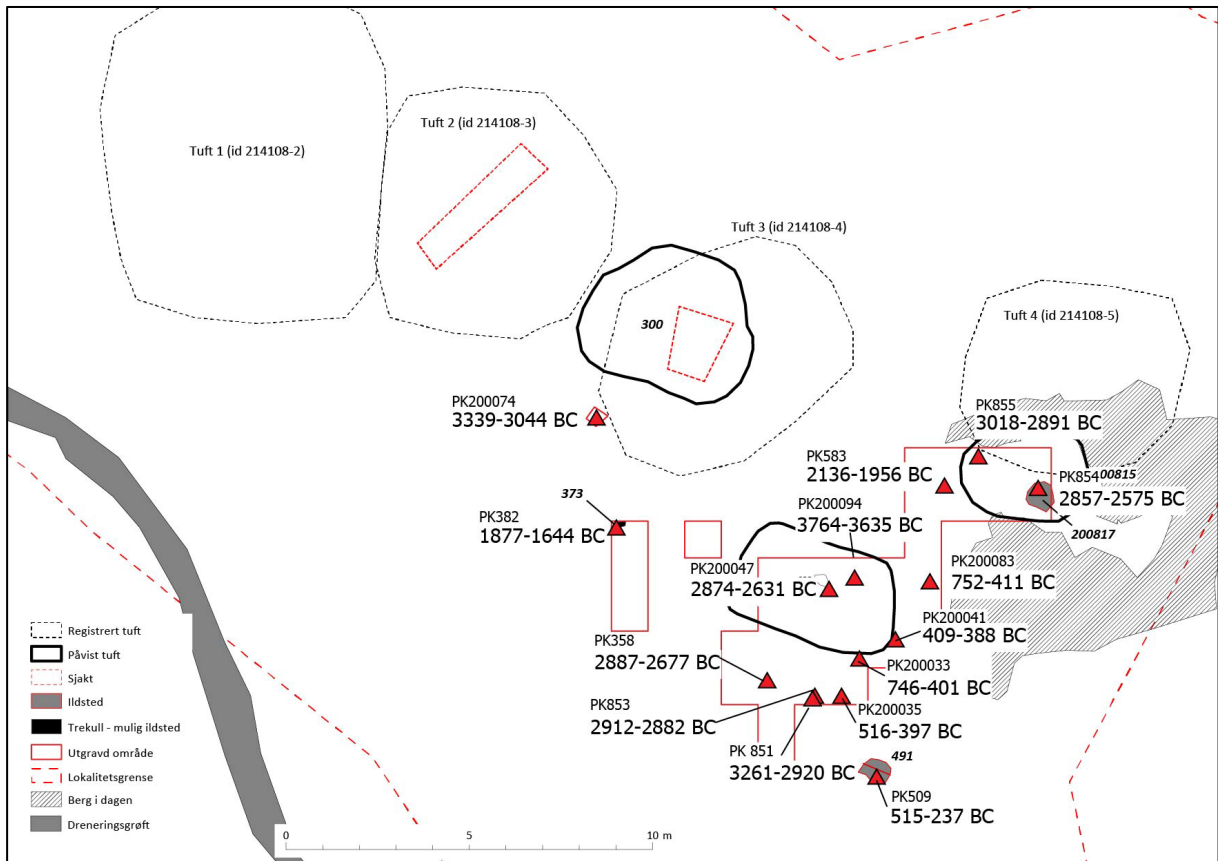 Tuft 1 (id 214108-2)
Tuft 2 (id 214108-3)
Tuft 3 (id 214108-4)
300
Tuft 4 (id 214108-5)
PK200074
3339-3044 BC
PK855
3018-2891 BC
PK583
2136-1956 BC
PK854
00815
2857-2575 BC
200817
373
PK382
1877-1644 BC
PK200094
3764-3635 BC
PK200047
2874-2631 BC
PK200083
752-411 BC
PK200041
409-388 BC
PK358
2887-2677 BC
PK200033
746-401 BC
PK853
2912-2882 BC
PK200035
516-397 BC
PK 851
3261-2920 BC
491
PK509
515-237 BC
Registrert tuft
Påvist tuft
Sjakt
Ildsted
Trekull - mulig ildsted
Utgravd område
Lokalitetsgrense
Berg i dagen
Dreneringsgrøft
0 5 10 m